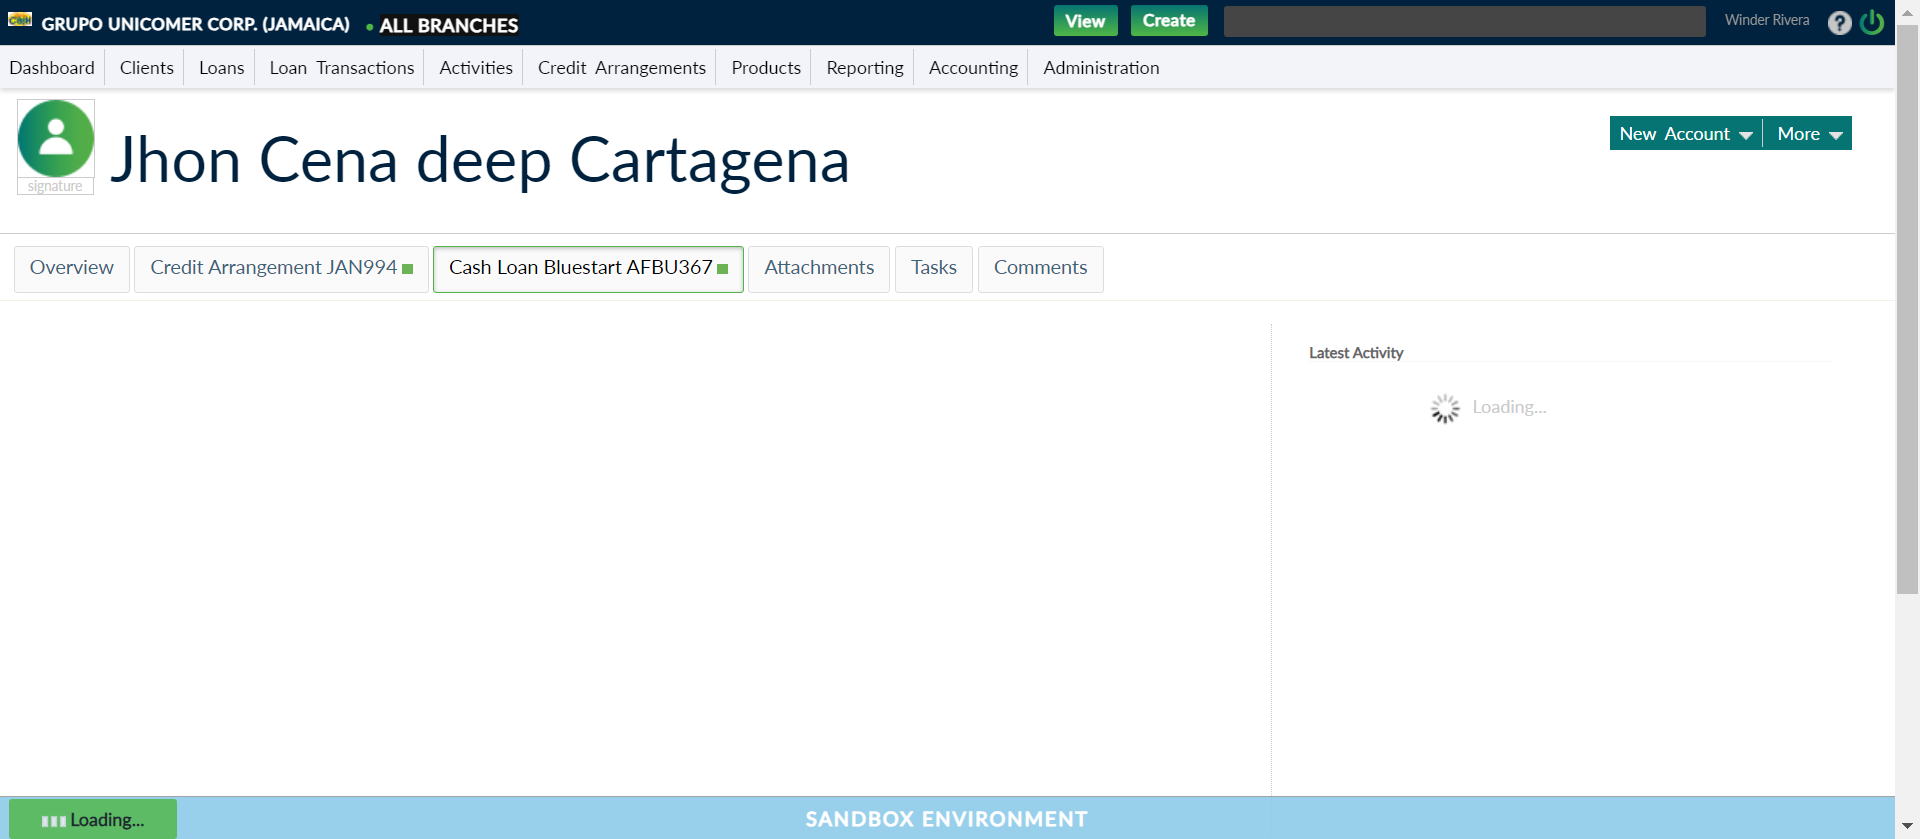 GRUPO UNICOMER CORP. (JAMAICA) • ALL BRANCHES View Create Winder Rivera ?
Dashboard Clients Loans Loan Transactions Activities Credit Arrangements Products Reporting Accounting Administration
signature
Jhon Cena deep Cartagena
New Account More
Overview Credit Arrangement JAN994 Cash Loan Bluestart AFBU367 Attachments Tasks Comments
Latest Activity
Loading...
Loading...
SANDBOX ENVIRONMENT